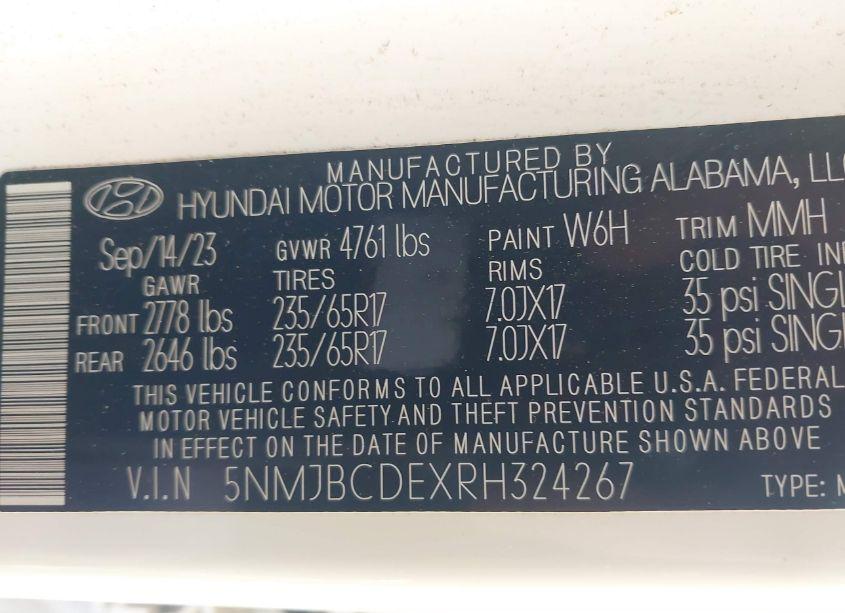 MANUFACTURED BY
HYUNDAI MOTOR MANUFACTURING ALABAMA, LLC
Sep/14/23 GVWR 4761 lbs PAINT W6H TRIM MMH
GAWR TIRES RIMS COLD TIRE
FRONT 2778 lbs 235/65R17 7.0JX17 35 psi SINGL
REAR 2646 lbs 235/65R17 7.0JX17 35 psi SING
THIS VEHICLE CONFORMS TO ALL APPLICABLE U.S.A. FEDERAL
MOTOR VEHICLE SAFETY AND THEFT PREVENTION STANDARDS
IN EFFECT ON THE DATE OF MANUFACTURE SHOWN ABOVE
V.I.N 5NMJBCDEXRH324267 TYPE: